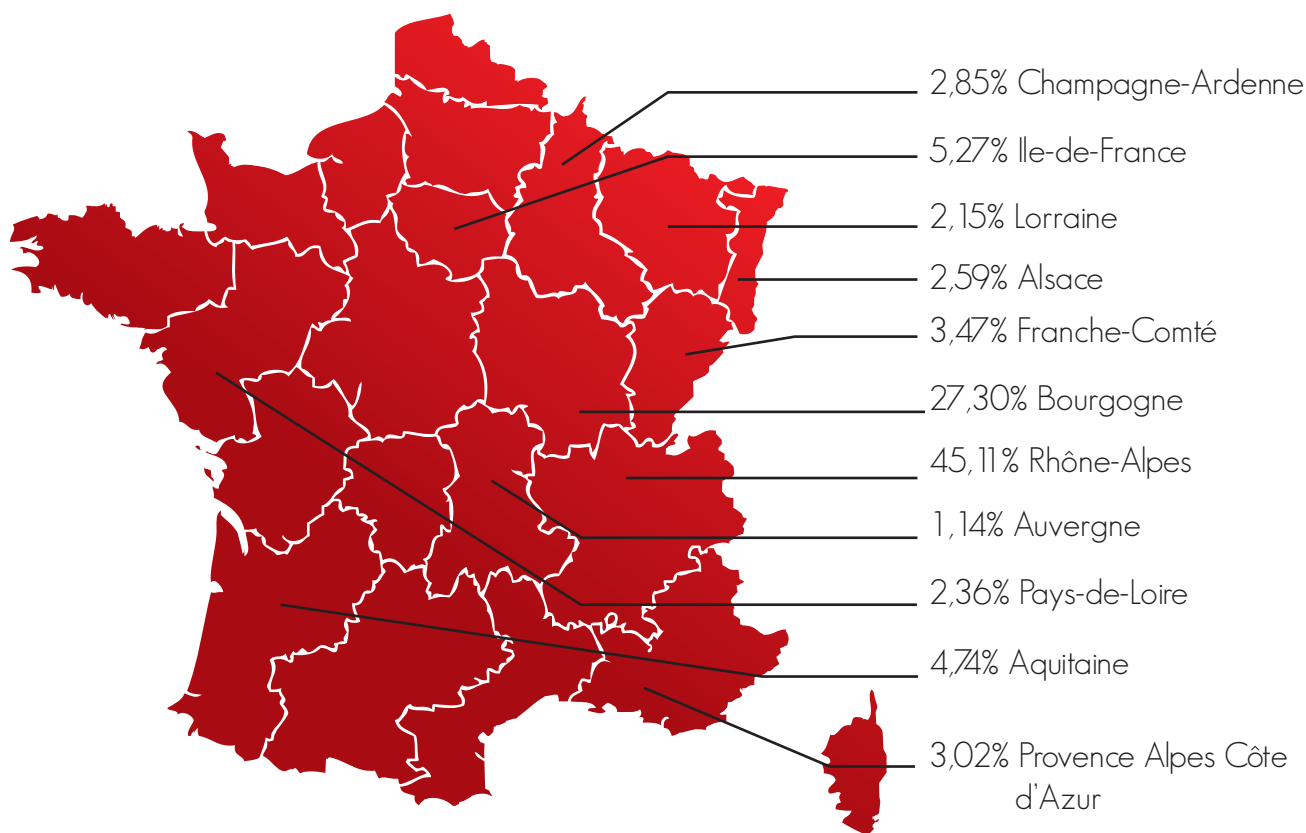 2,85% Champagne-Ardenne
5,27% Ile-de-France
2,15% Lorraine
2,59% Alsace
3,47% Franche-Comté
27,30% Bourgogne
45,11% Rhône-Alpes
1,14% Auvergne
2,36% Pays-de-Loire
4,74% Aquitaine
3,02% Provence Alpes Côte
d'Azur